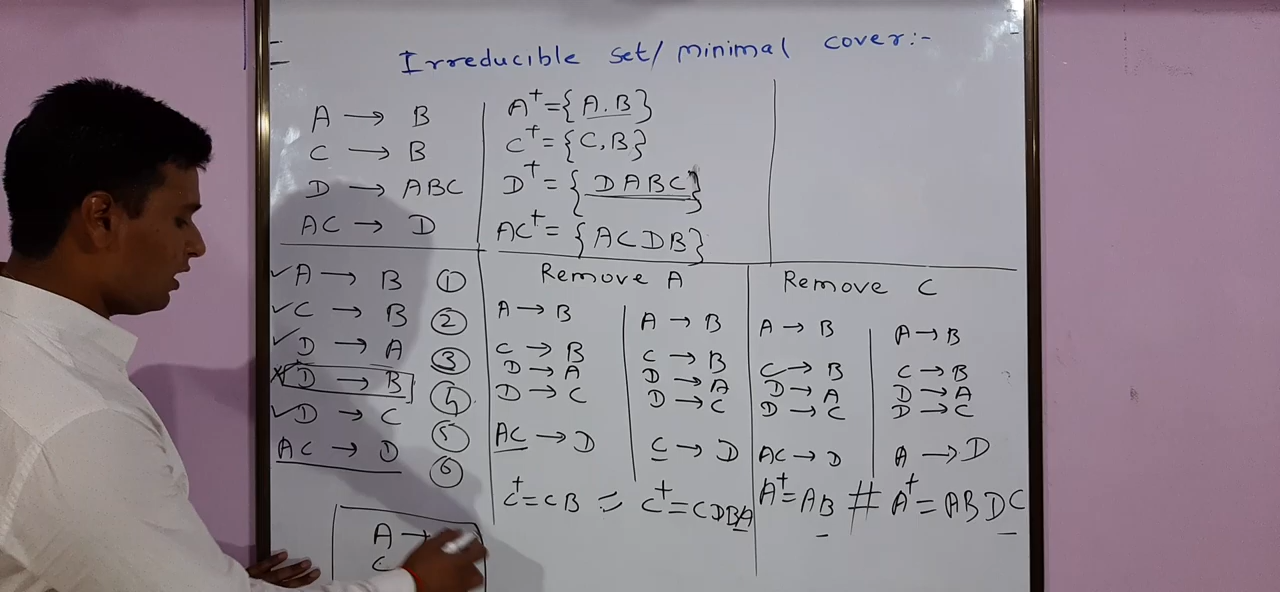 Irreducible set/ minimal cover:-
A → B
C → B
D → ABC
AC → D
A+ = {A.B}
C+ = {C,B}
D+ = {DABC}
AC+ = {ACDB}
✓A → B ①
✓C → B ②
✓D → A ③
×D → B ④
✓D → C ⑤
AC → D ⑥
Remove A
A → B
C → B
D → A
D → C
AC → D
C+ = CB
A → B
C → B
D → A
D → C
C → D
C+ = CDBA
Remove C
A → B
C → B
D → A
D → C
AC → D
A+ = AB #
A → B
C → B
D → A
D → C
A → D
A+ = ABDC
A →
C